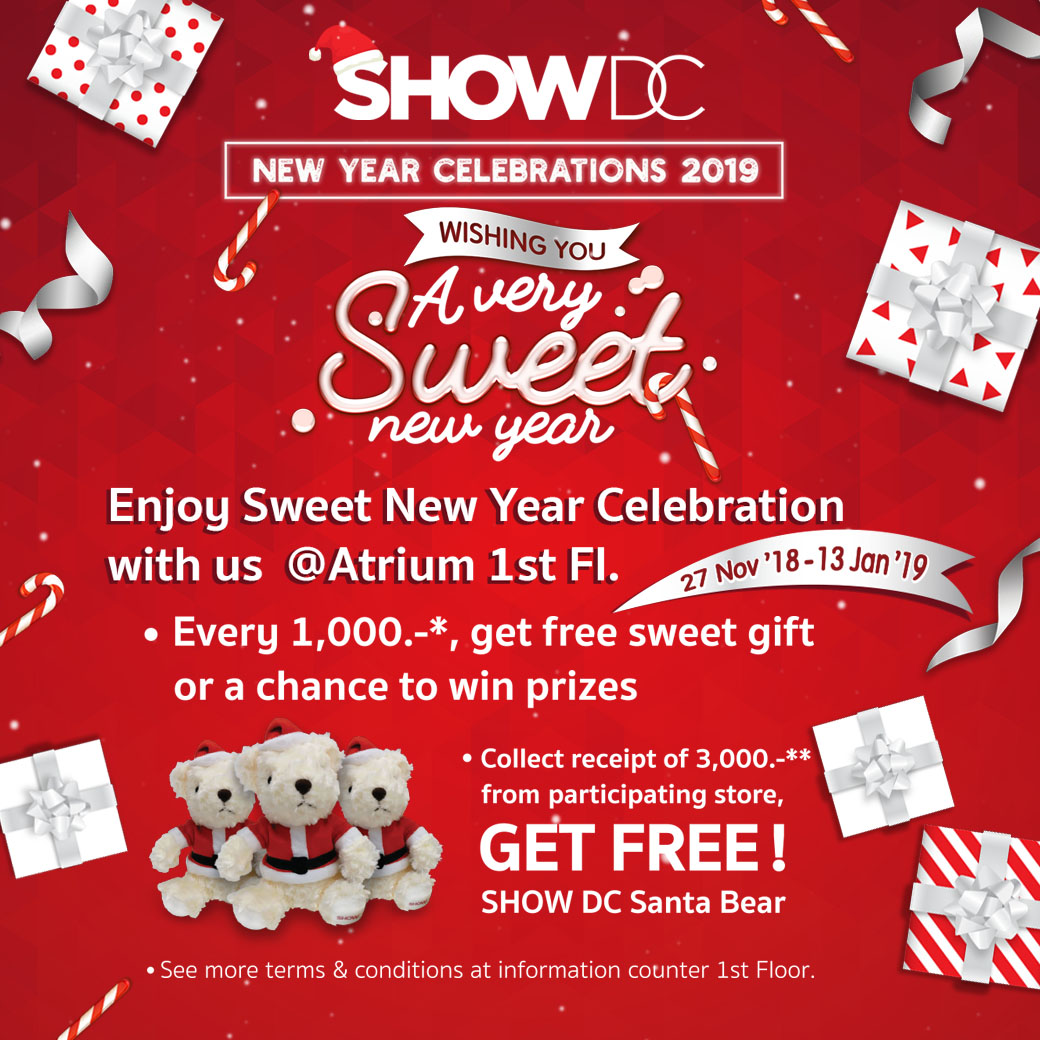 SHOWDC
NEW YEAR CELEBRATIONS 2019
WISHING YOU
A very
Sweet
new year
Enjoy Sweet New Year Celebration
with us @Atrium 1st Fl.
27 Nov '18 - 13 Jan '19
• Every 1,000.-*, get free sweet gift
or a chance to win prizes
• Collect receipt of 3,000.-**
from participating store,
GET FREE !
SHOW DC Santa Bear
• See more terms & conditions at information counter 1st Floor.